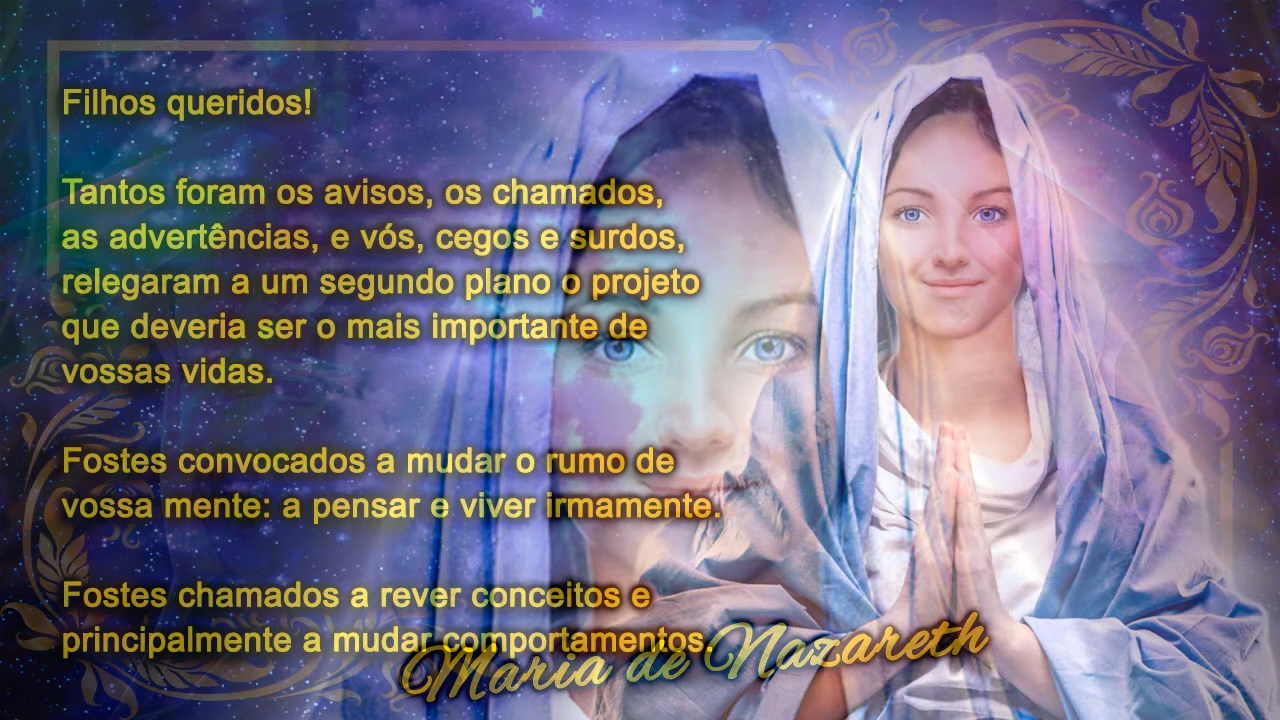 Filhos queridos!
Tantos foram os avisos, os chamados,
as advertências, e vós, cegos e surdos,
relegaram a um segundo plano o projeto
que deveria ser o mais importante de
vossas vidas.
Fostes convocados a mudar o rumo de
vossa mente: a pensar e viver irmamente.
Fostes chamados a rever conceitos e
principalmente a mudar comportamentos.
Maria de Nazareth